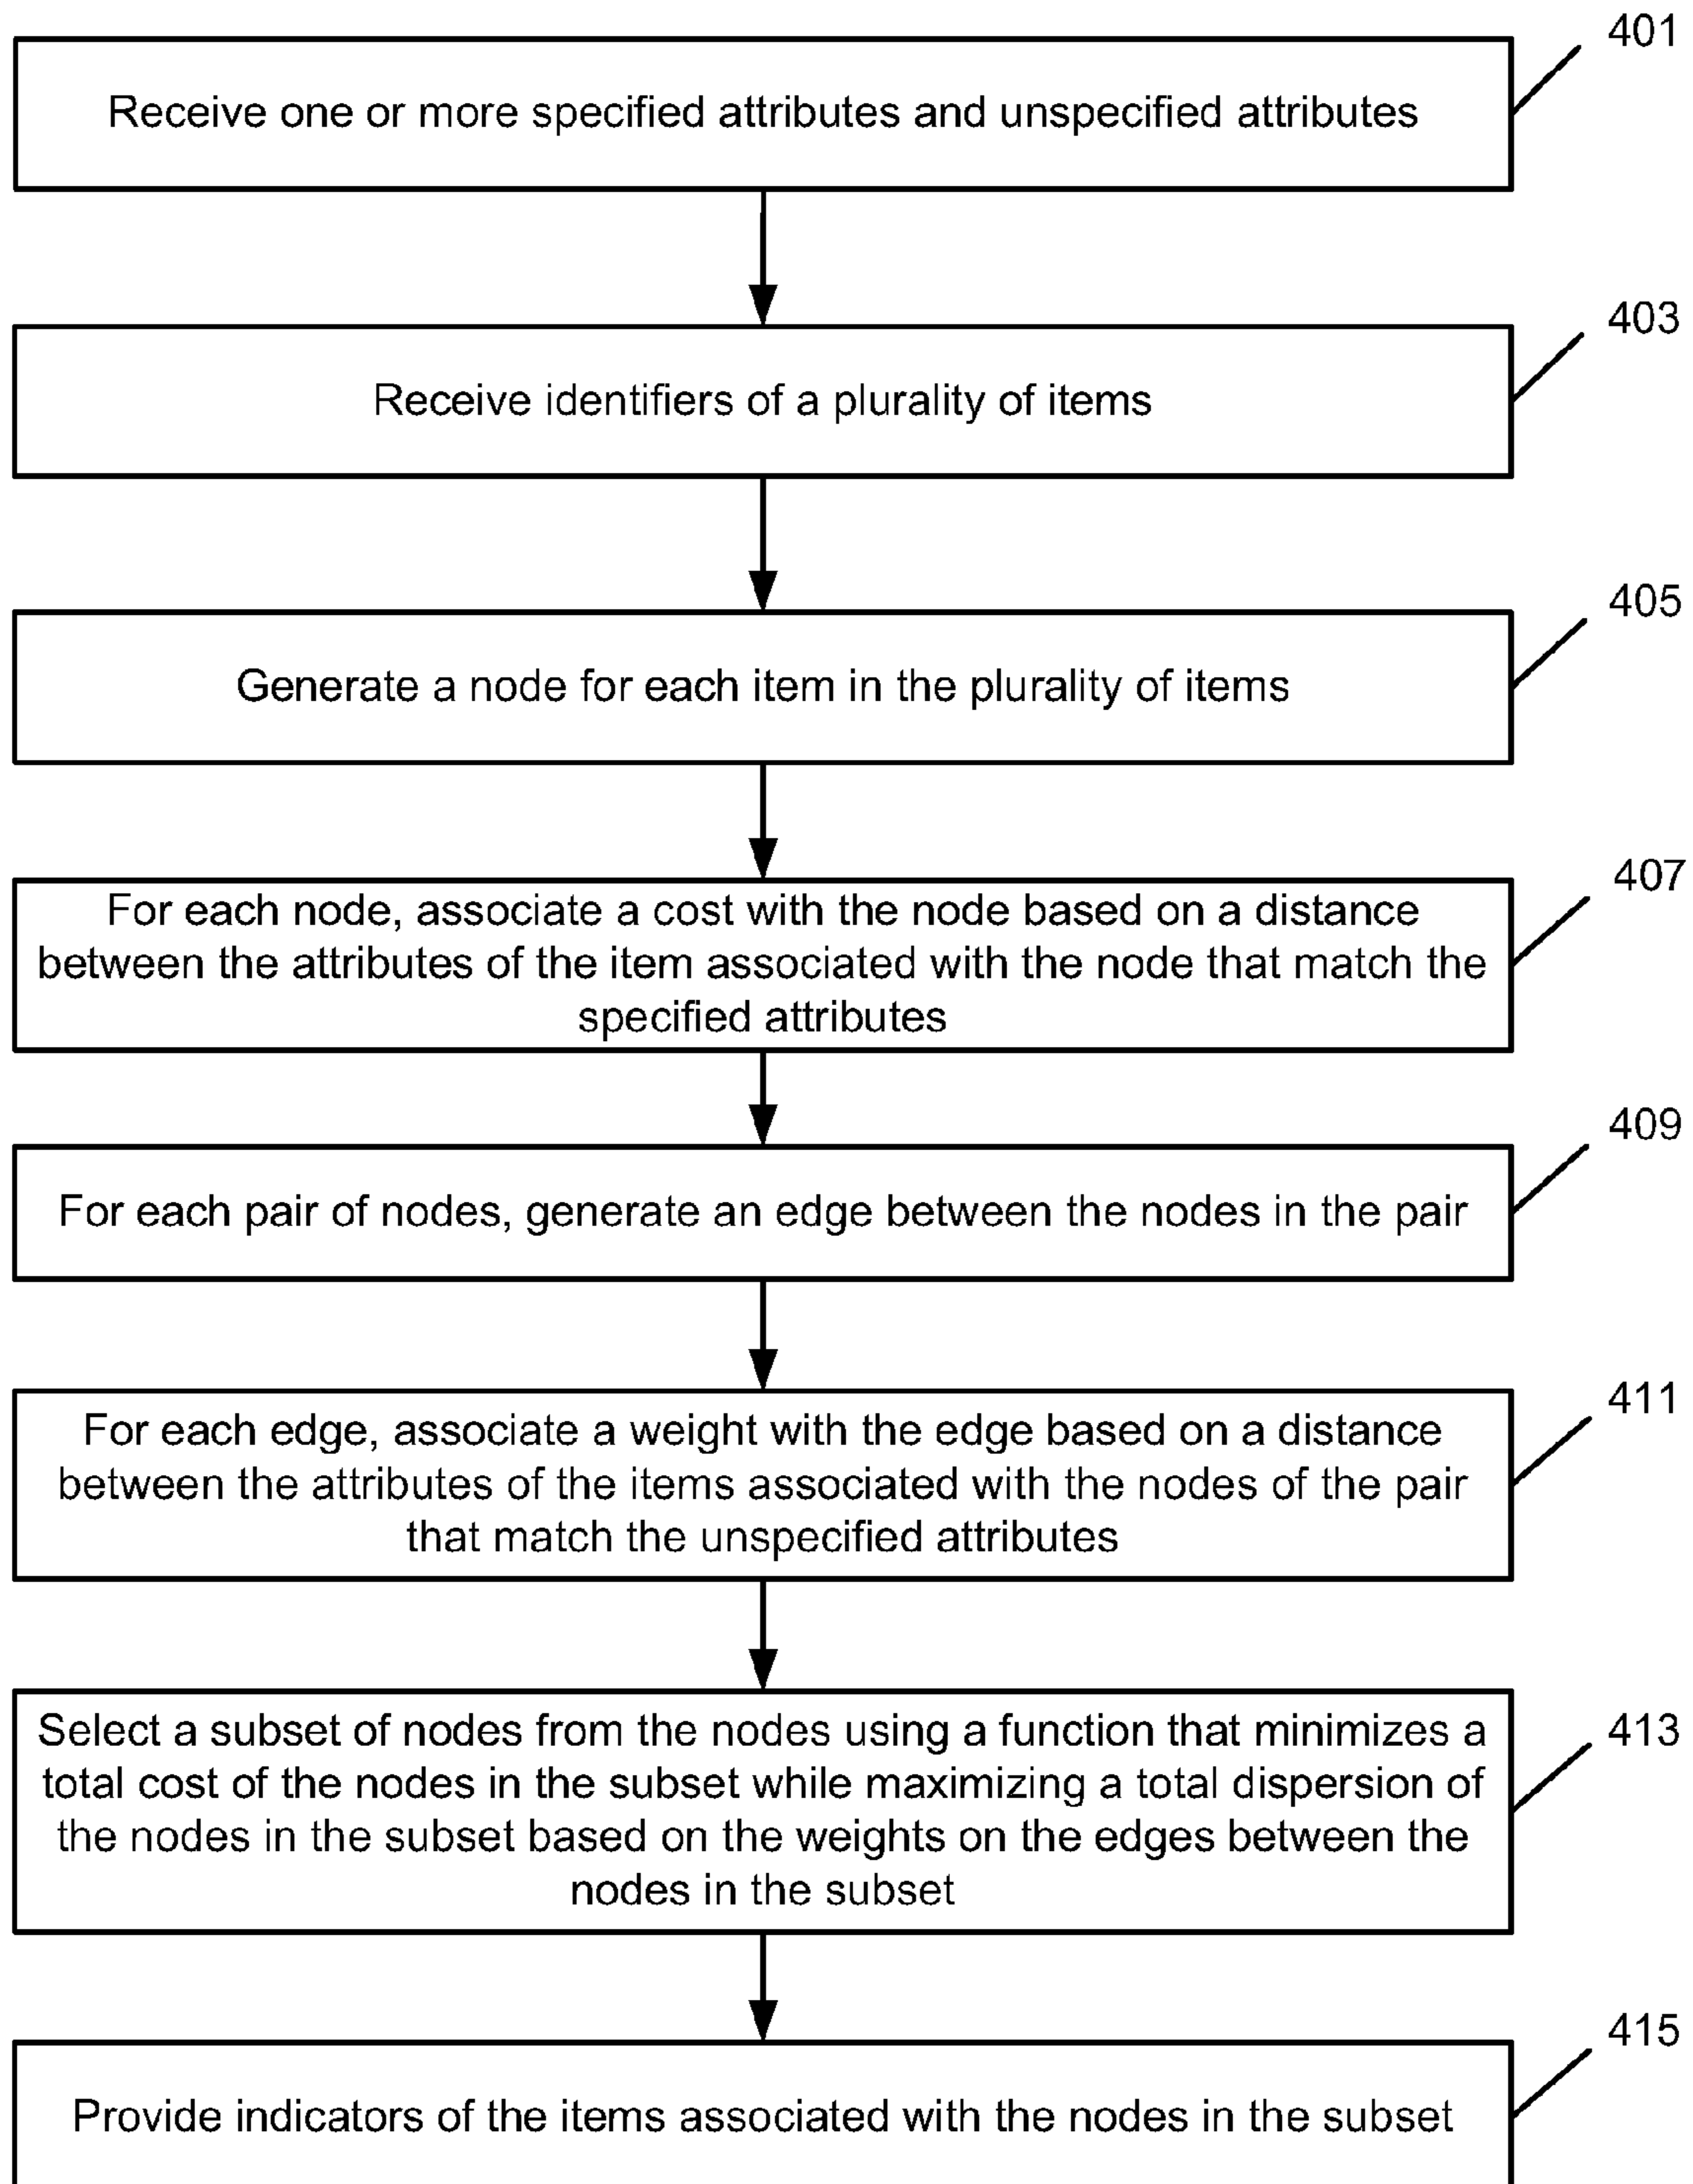 401
Receive one or more specified attributes and unspecified attributes
403
Receive identifiers of a plurality of items
405
Generate a node for each item in the plurality of items
407
For each node, associate a cost with the node based on a distance
between the attributes of the item associated with the node that match the
specified attributes
409
For each pair of nodes, generate an edge between the nodes in the pair
411
For each edge, associate a weight with the edge based on a distance
between the attributes of the items associated with the nodes of the pair
that match the unspecified attributes
413
Select a subset of nodes from the nodes using a function that minimizes a
total cost of the nodes in the subset while maximizing a total dispersion of
the nodes in the subset based on the weights on the edges between the
nodes in the subset
415
Provide indicators of the items associated with the nodes in the subset